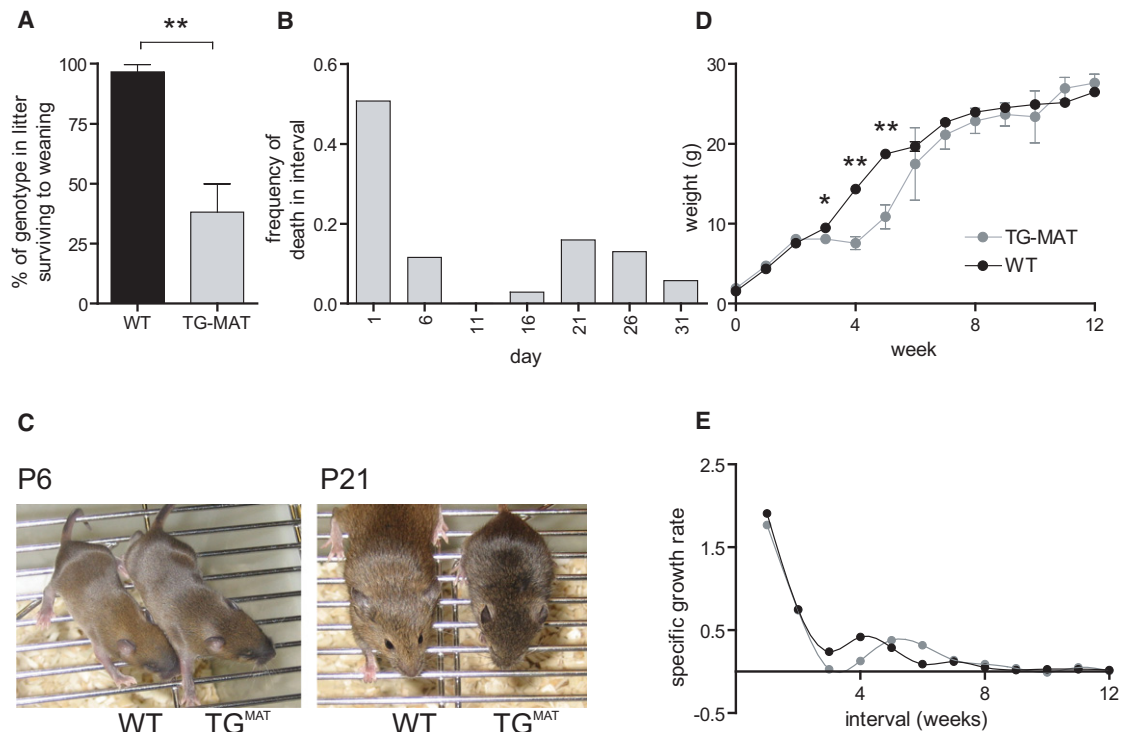 A
**
% of genotype in litter
surviving to weaning
100
75
50
25
0
WT
TG-MAT
B
frequency of
death in interval
0.6
0.4
0.2
0.0
1
6
11
16
21
26
31
day
D
weight (g)
30
20
10
0
*
**
**
TG-MAT
WT
0
4
8
12
week
C
P6
P21
WT
TG^MAT
WT
TG^MAT
E
specific growth rate
2.5
1.5
0.5
-0.5
4
8
12
interval (weeks)